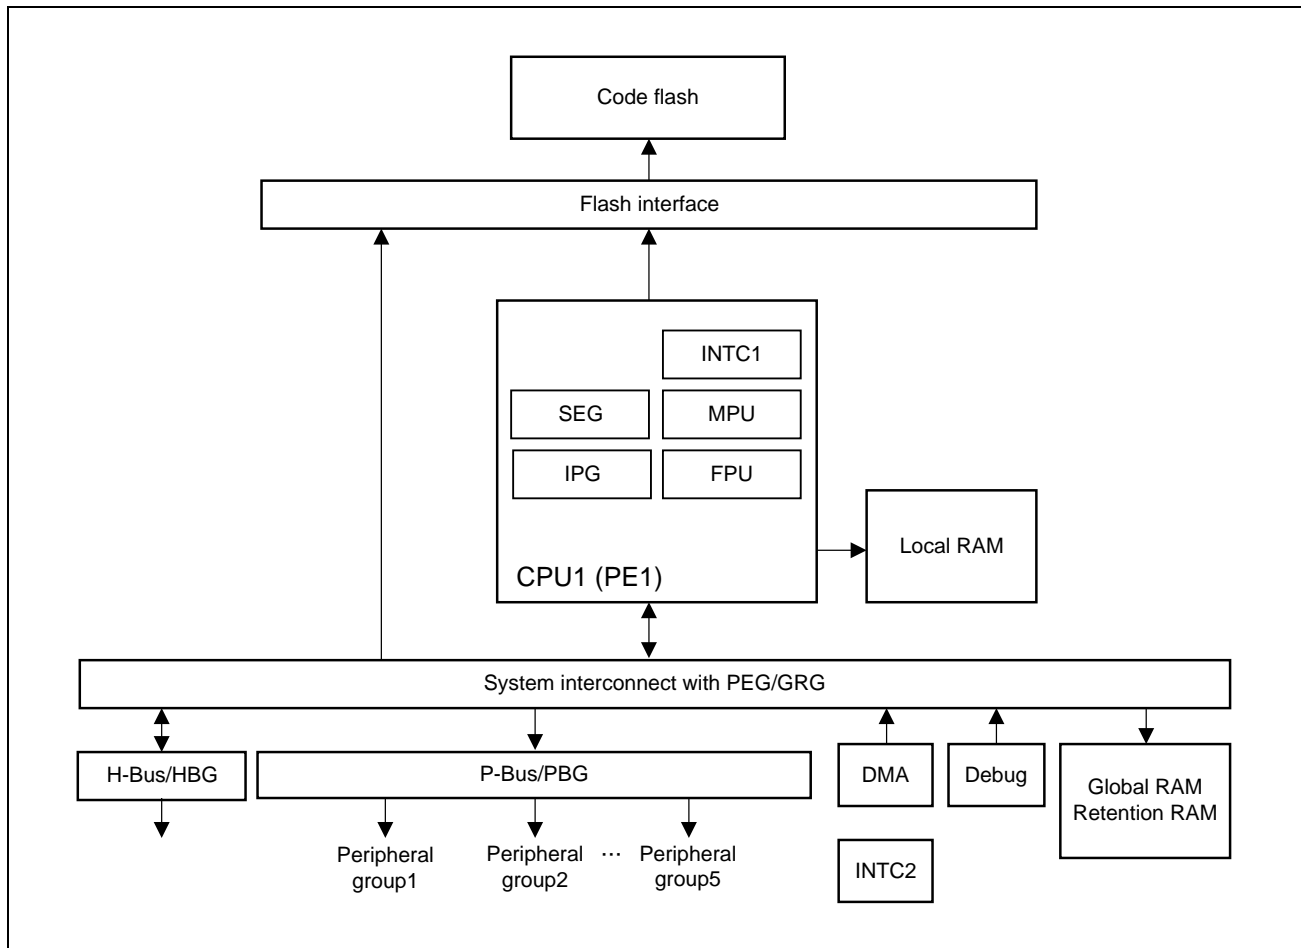 Code flash
Flash interface
INTC1
SEG
MPU
IPG
FPU
Local RAM
CPU1 (PE1)
System interconnect with PEG/GRG
H-Bus/HBG
P-Bus/PBG
DMA
Debug
Global RAM
Retention RAM
Peripheral
group1
Peripheral
group2
...
Peripheral
group5
INTC2